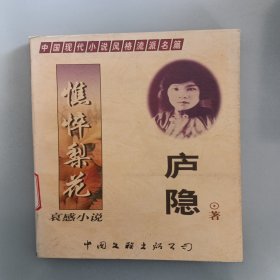 中国现代小说风格流派名篇
憔悴梨花
哀感小说
庐隐
⊙著
中国文联出版公司